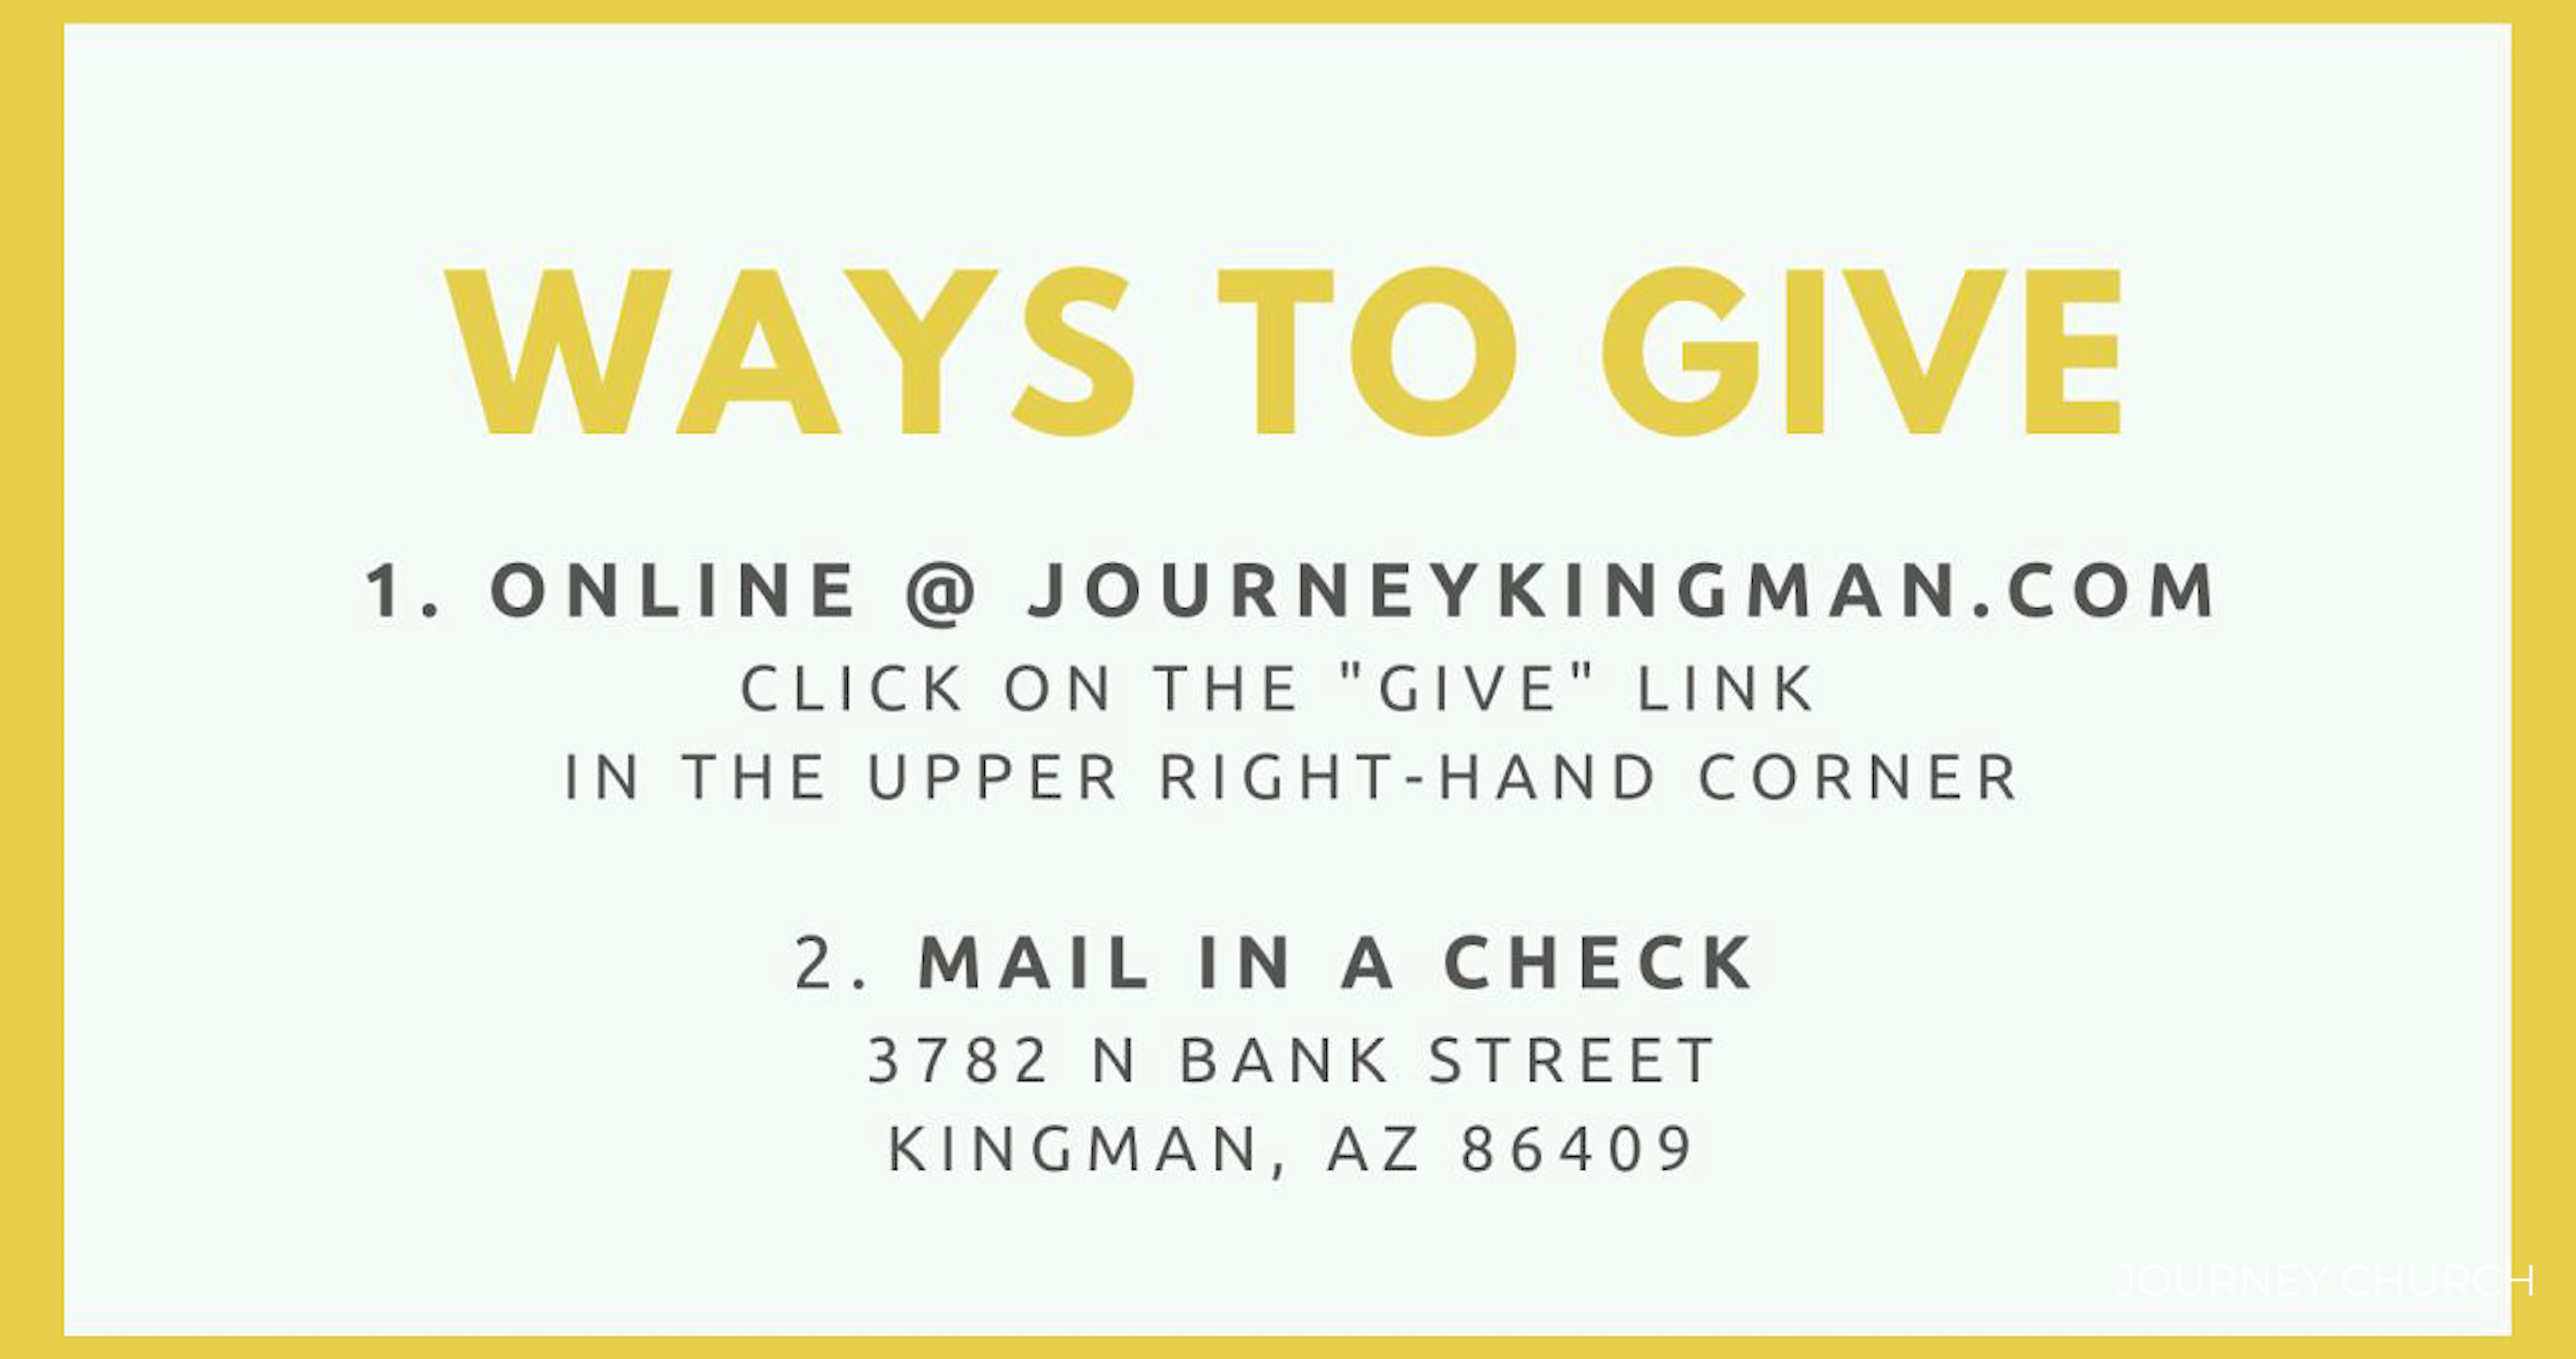 WAYS TO GIVE
1. ONLINE @ JOURNEYKINGMAN.COM
CLICK ON THE "GIVE" LINK
IN THE UPPER RIGHT-HAND CORNER
2. MAIL IN A CHECK
3782 N BANK STREET
KINGMAN, AZ 86409
JOURNEY CHURCH